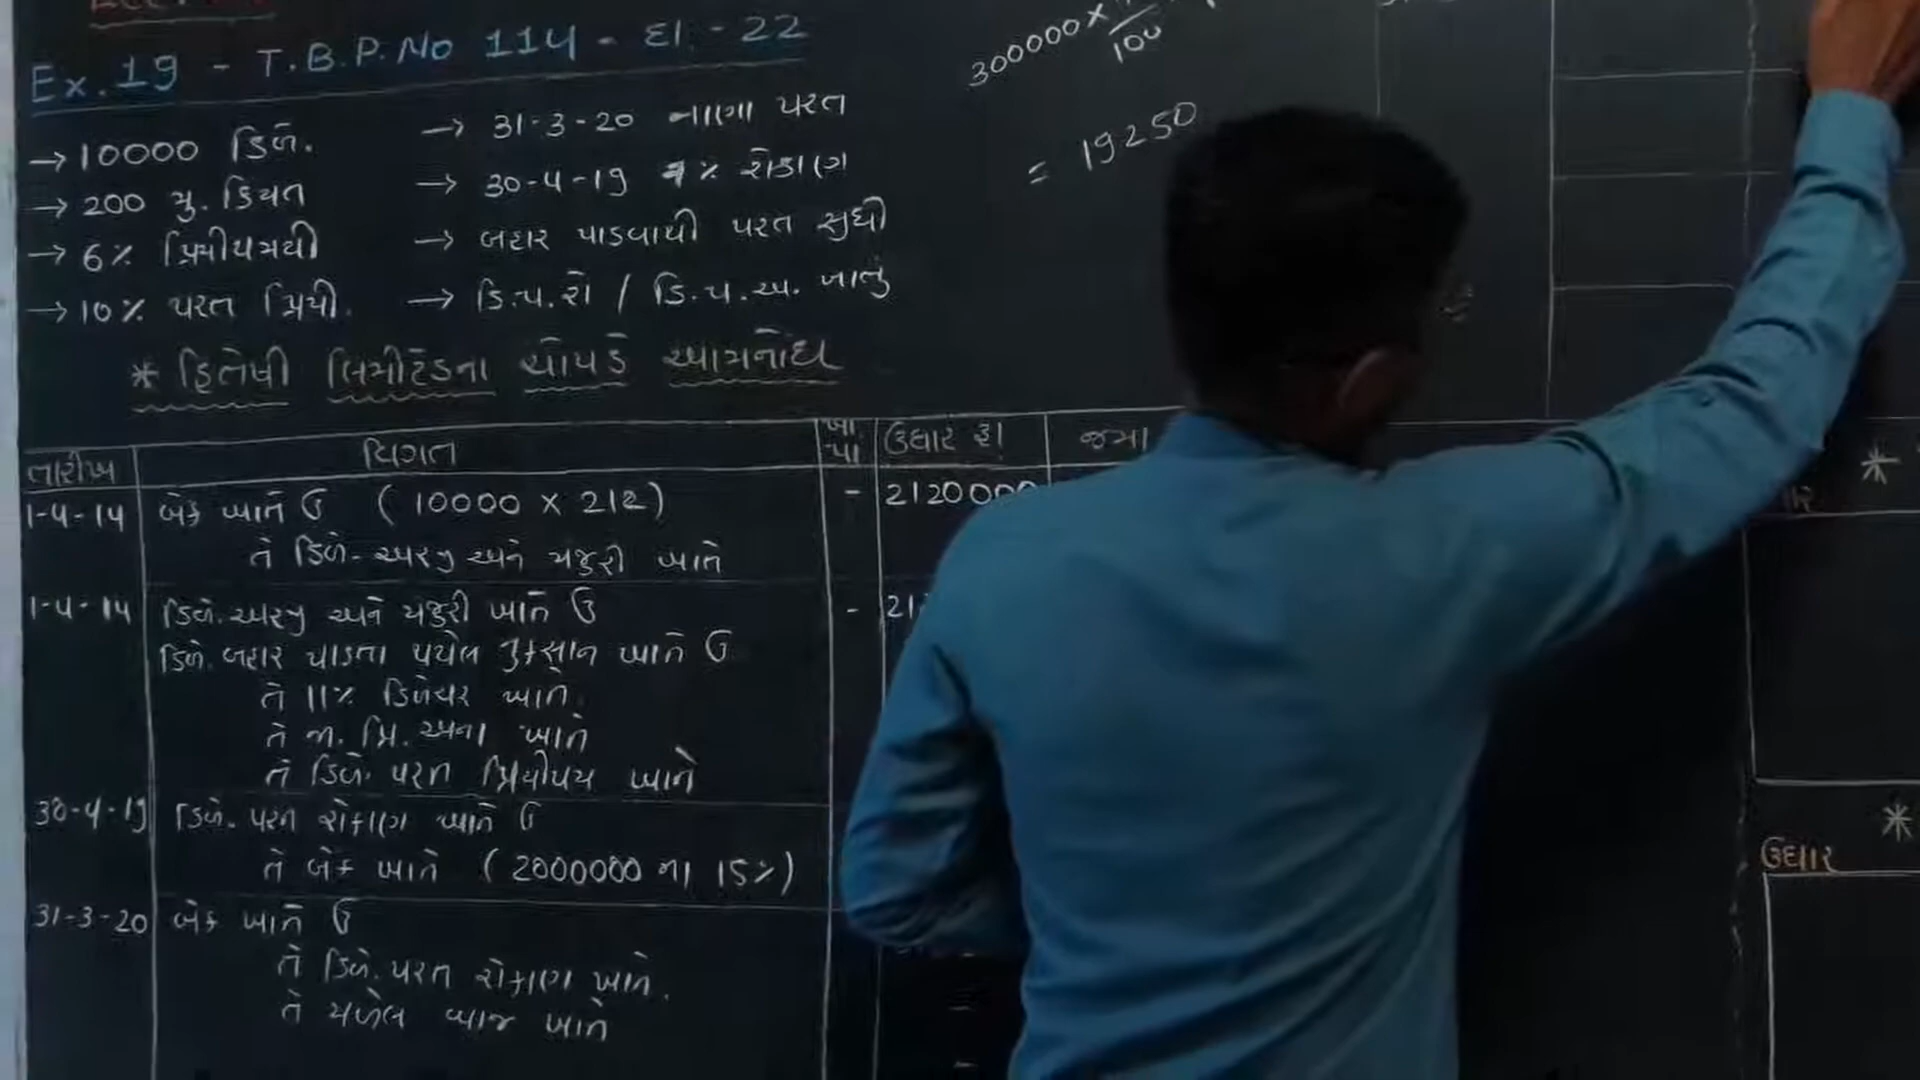 Ex.19 - T.B.P.No 114 - દા.-22
→ 10000 ડિબે.
→ 200 મુ. કિંમત
→ 6% પ્રિમીયમથી
→ 10% પરત પ્રિમી.
→ 31-3-20 નાણા પરત
→ 30-4-19 % રોકાણ
→ બહાર પાડવાથી પરત સુધી
→ ડિ.પ.રો / ડિ.પ.અ. ખાતું
300000 ×
100
= 19250
* હિતેષી લિમીટેડના ચોપડે આમનોંધ
તારીખ વિગત ખા. પા ઉધાર રૂ। જમા
1-4-14 બેંક ખાતે ઉ ( 10000 × 212) - 2120000
તે ડિબે- અરજી અને મંજુરી ખાતે
1-4-14 ડિબે. અરજી અને મંજુરી ખાતે ઉ - 21
ડિબે. બહાર પાડતા થયેલ નુકસાન ખાતે ઉ
તે 11% ડિબેંચર ખાતે.
તે જા. પ્રિ. અના ખાતે
તે ડિબે. પરત પ્રિમીયમ ખાતે
30-4-19 ડિબે. પરત રોકાણ ખાતે ઉ
તે બેંક ખાતે ( 2000000 ના 15%)
31-3-20 બેંક ખાતે ઉ
તે ડિબે. પરત રોકાણ ખાતે.
તે મળેલ વ્યાજ ખાતે
*
*
ઉધાર